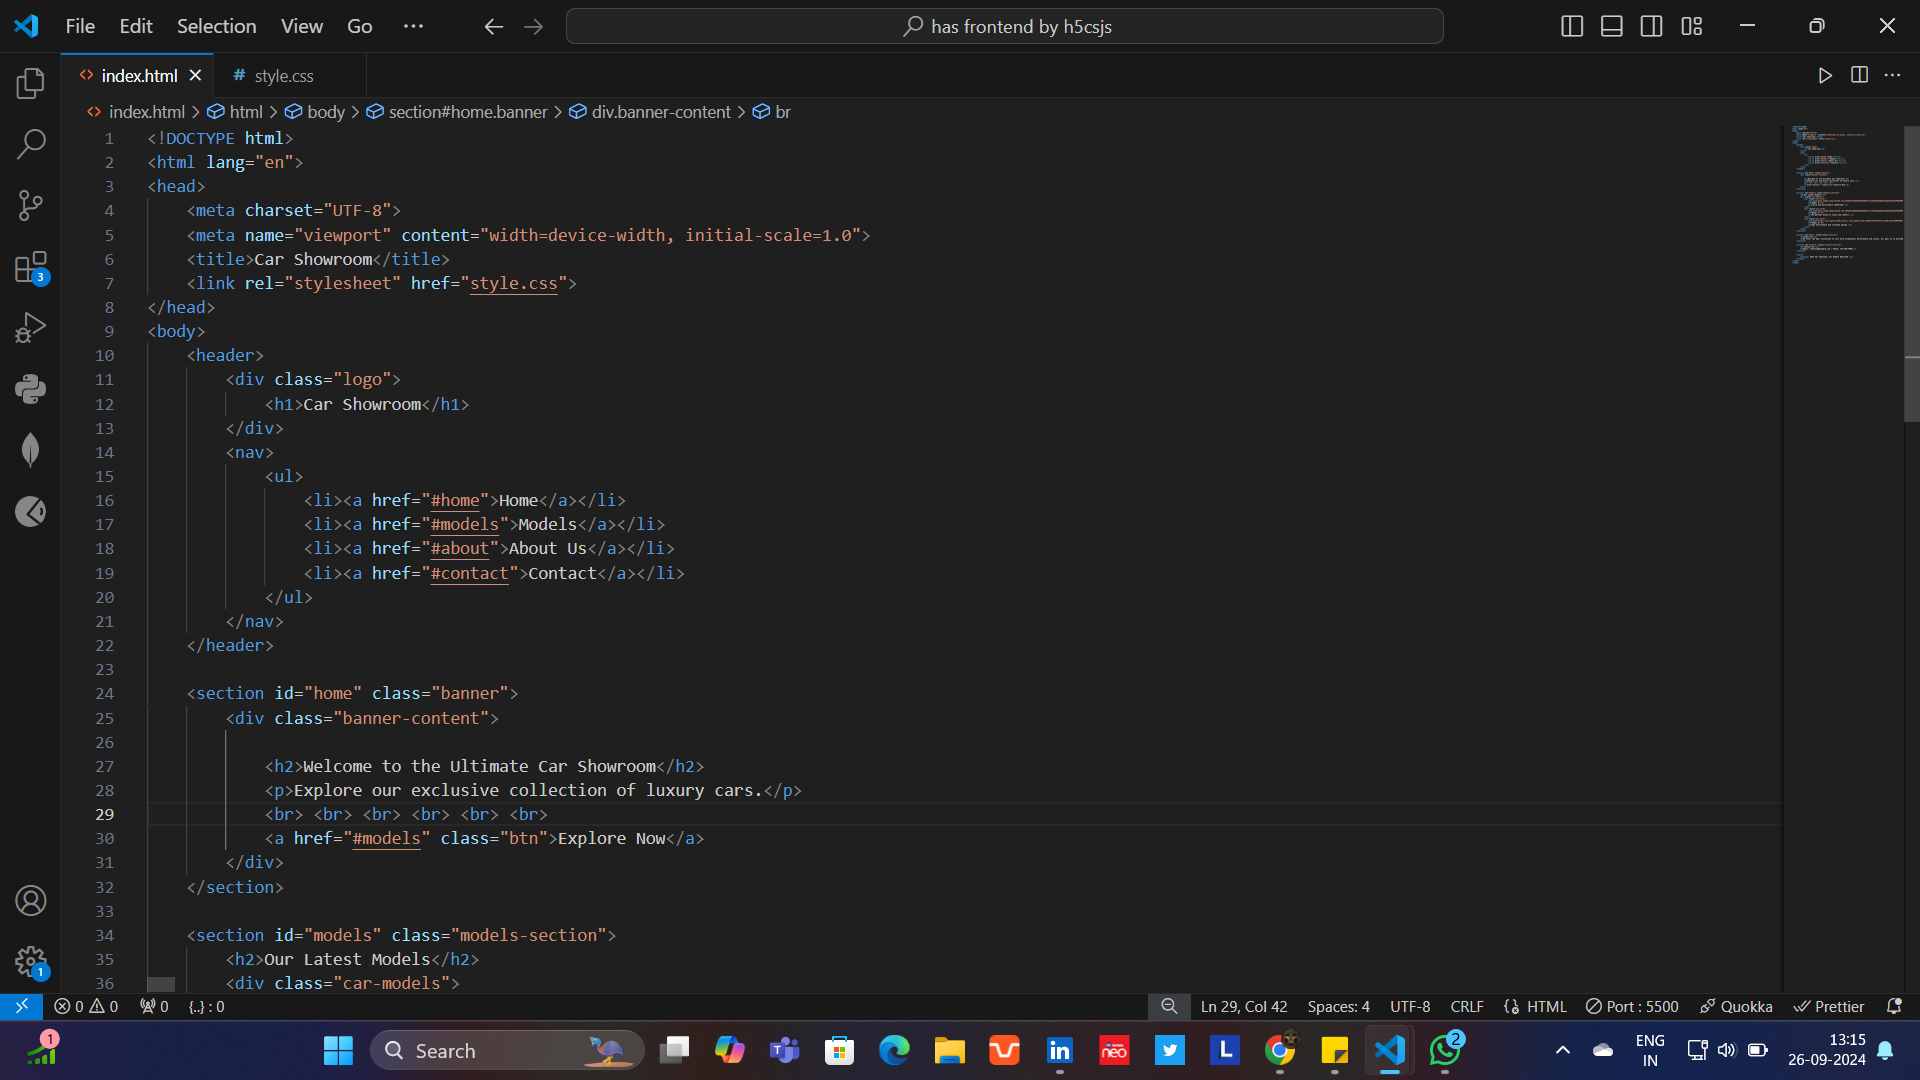 File Edit Selection View Go ···
has frontend by h5csjs
index.html
# style.css
index.html > html > body > section#home.banner > div.banner-content > br
1 <!DOCTYPE html>
2 <html lang="en">
3 <head>
4 <meta charset="UTF-8">
5 <meta name="viewport" content="width=device-width, initial-scale=1.0">
6 <title>Car Showroom</title>
7 <link rel="stylesheet" href="style.css">
8 </head>
9 <body>
10 <header>
11 <div class="logo">
12 <h1>Car Showroom</h1>
13 </div>
14 <nav>
15 <ul>
16 <li><a href="#home">Home</a></li>
17 <li><a href="#models">Models</a></li>
18 <li><a href="#about">About Us</a></li>
19 <li><a href="#contact">Contact</a></li>
20 </ul>
21 </nav>
22 </header>
23
24 <section id="home" class="banner">
25 <div class="banner-content">
26
27 <h2>Welcome to the Ultimate Car Showroom</h2>
28 <p>Explore our exclusive collection of luxury cars.</p>
29 <br> <br> <br> <br> <br> <br>
30 <a href="#models" class="btn">Explore Now</a>
31 </div>
32 </section>
33
34 <section id="models" class="models-section">
35 <h2>Our Latest Models</h2>
36 <div class="car-models">
3
1
0 0 0 {..} : 0
Ln 29, Col 42 Spaces: 4 UTF-8 CRLF HTML Port : 5500 Quokka Prettier
1
Search
T
neo
in
L
2
ENG
IN
13:15
26-09-2024